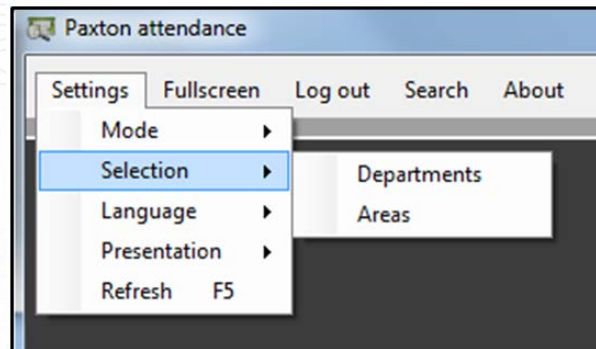 Paxton attendance
Settings Fullscreen Log out Search About
Mode
Selection
Departments
Language
Areas
Presentation
Refresh F5